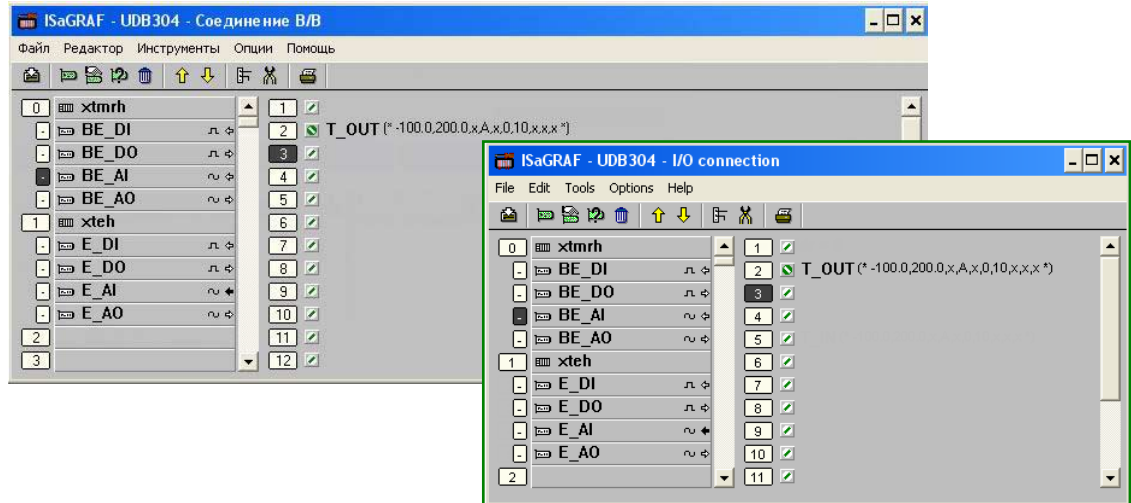 ISaGRAF - UDB304 - Соединение В/В
Файл Редактор Инструменты Опции Помощь
0 xtmrh
- BE_DI
- BE_DO
- BE_AI
- BE_AO
1 xteh
- E_DI
- E_DO
- E_AI
- E_AO
2
3
1
2 T_OUT (* -100.0,200.0,x,A,x,0,10,x,x,x *)
3
4
5
6
7
8
9
10
11
12
ISaGRAF - UDB304 - I/O connection
File Edit Tools Options Help
0 xtmrh
- BE_DI
- BE_DO
- BE_AI
- BE_AO
1 xteh
- E_DI
- E_DO
- E_AI
- E_AO
2
1
2 T_OUT (* -100.0,200.0,x,A,x,0,10,x,x,x *)
3
4
5
6
7
8
9
10
11